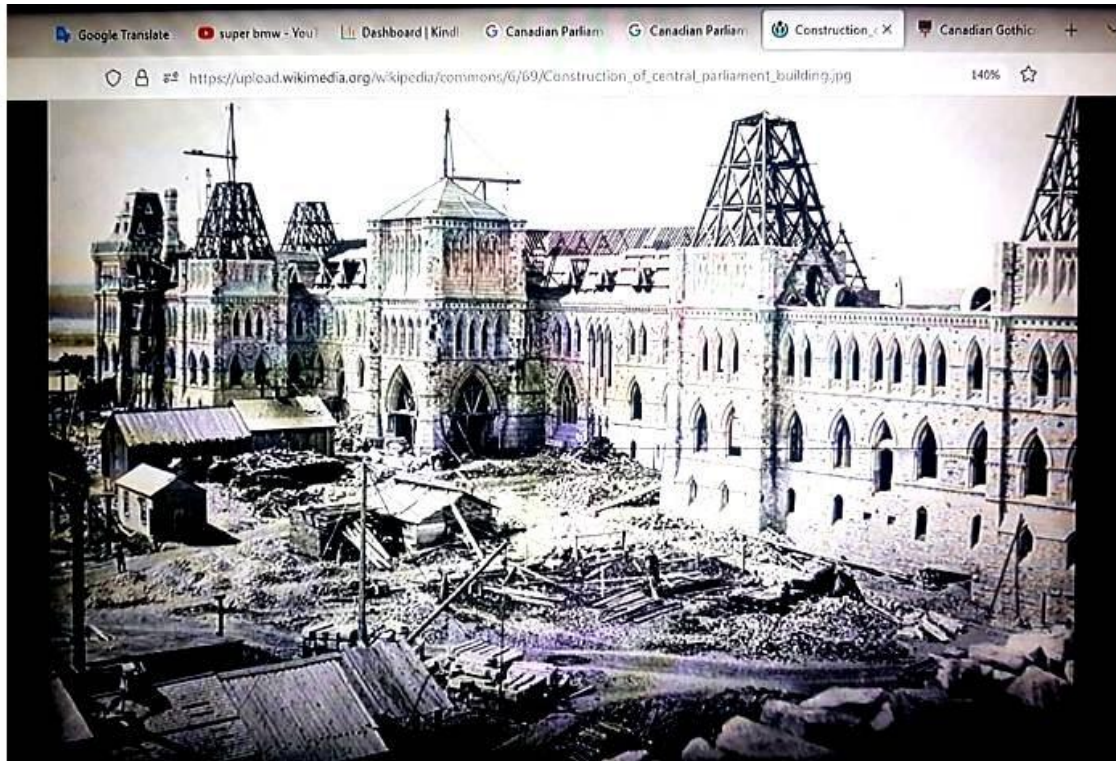 Google Translate
super bmw - You
Dashboard | Kindl
Canadian Parliam
Canadian Parliam
Construction_
Canadian Gothic
https://upload.wikimedia.org/wikipedia/commons/6/69/Construction_of_central_parliament_building.jpg
140%